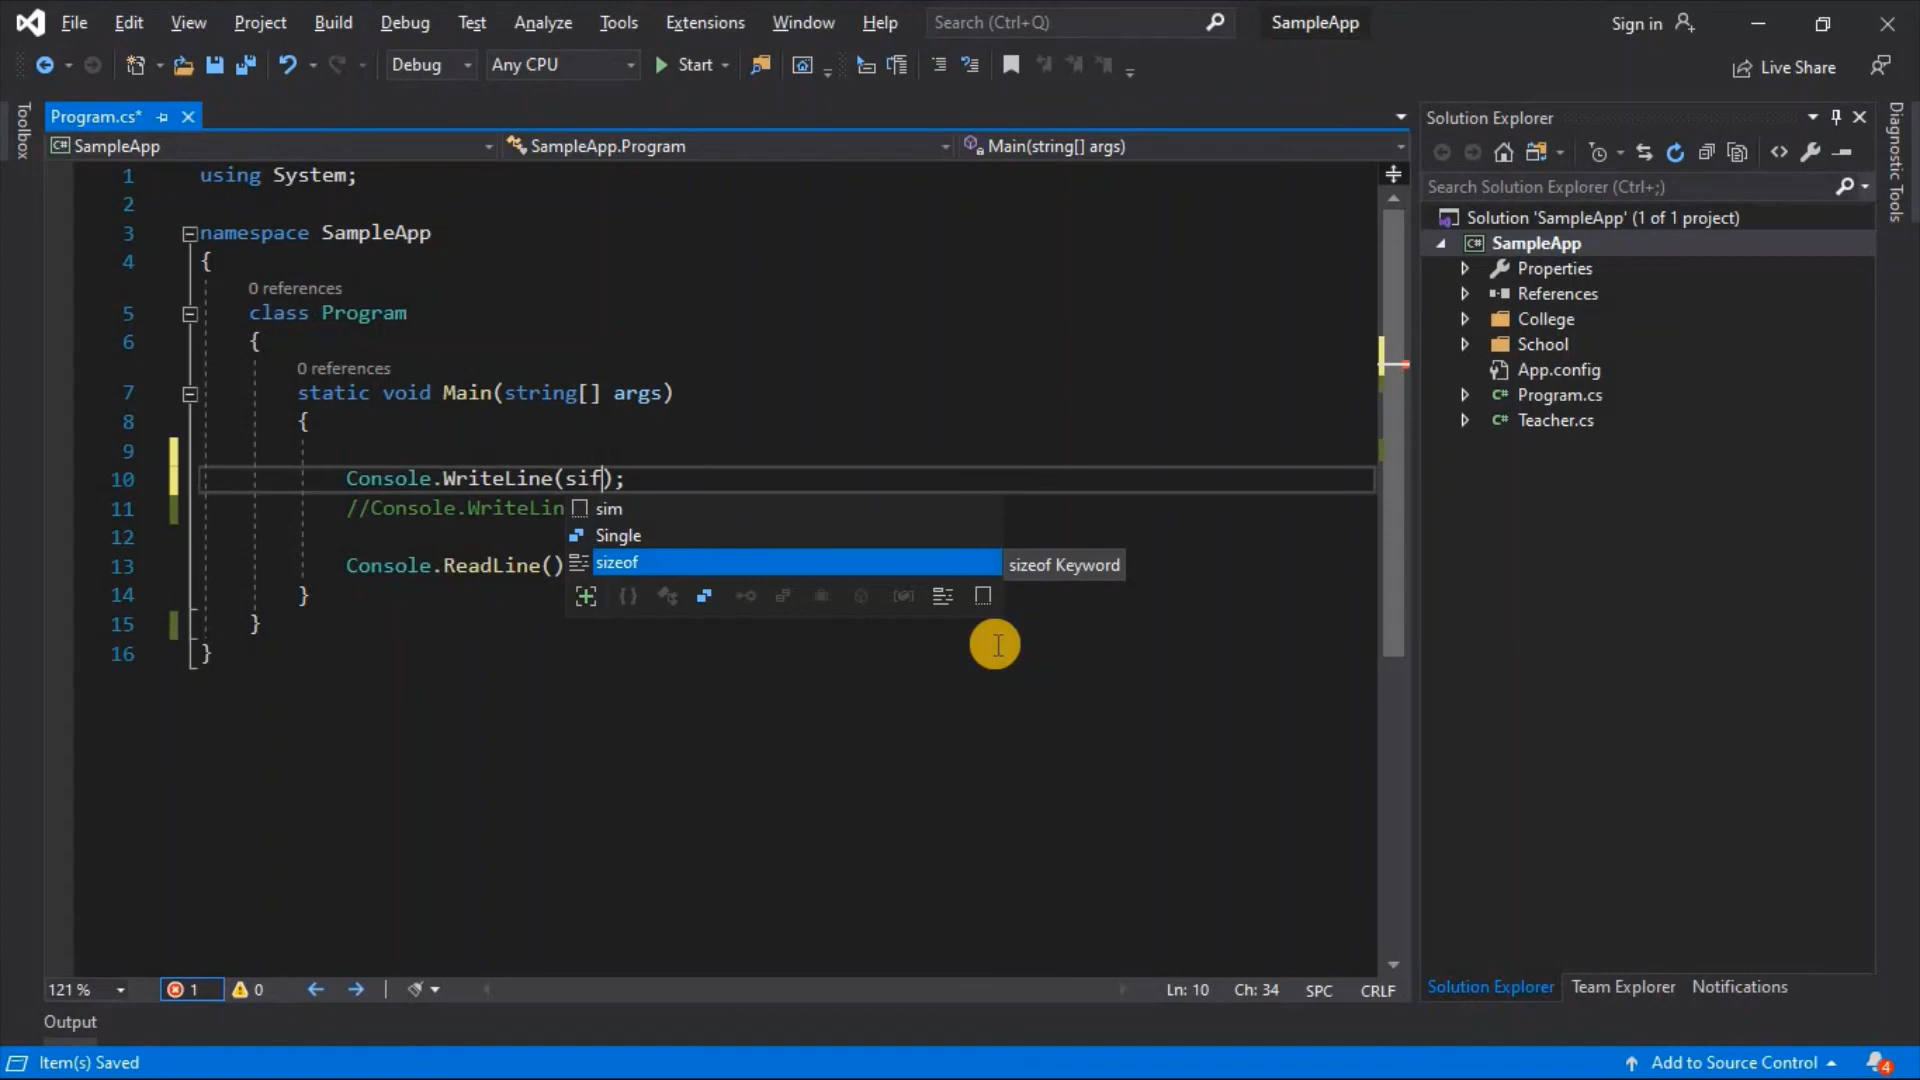 File Edit View Project Build Debug Test Analyze Tools Extensions Window Help Search (Ctrl+Q) SampleApp Sign in
Debug Any CPU Start Live Share
Toolbox
Program.cs*
SampleApp SampleApp.Program Main(string[] args)
1 using System;
2
3 namespace SampleApp
4 {
0 references
5 class Program
6 {
0 references
7 static void Main(string[] args)
8 {
9
10 Console.WriteLine(sif);
11 //Console.WriteLin
12
13 Console.ReadLine()
14 }
15 }
16 }
sim
Single
sizeof
sizeof Keyword
Solution Explorer
Search Solution Explorer (Ctrl+;)
Solution 'SampleApp' (1 of 1 project)
SampleApp
Properties
References
College
School
App.config
C# Program.cs
C# Teacher.cs
Diagnostic Tools
121 % 1 0 Ln: 10 Ch: 34 SPC CRLF
Solution Explorer Team Explorer Notifications
Output
Item(s) Saved Add to Source Control 4